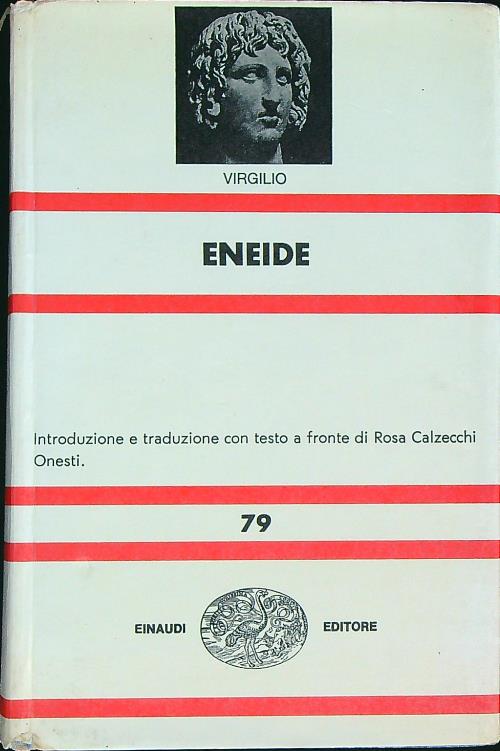 VIRGILIO
ENEIDE
Introduzione e traduzione con testo a fronte di Rosa Calzecchi
Onesti.
79
EINAUDI EDITORE